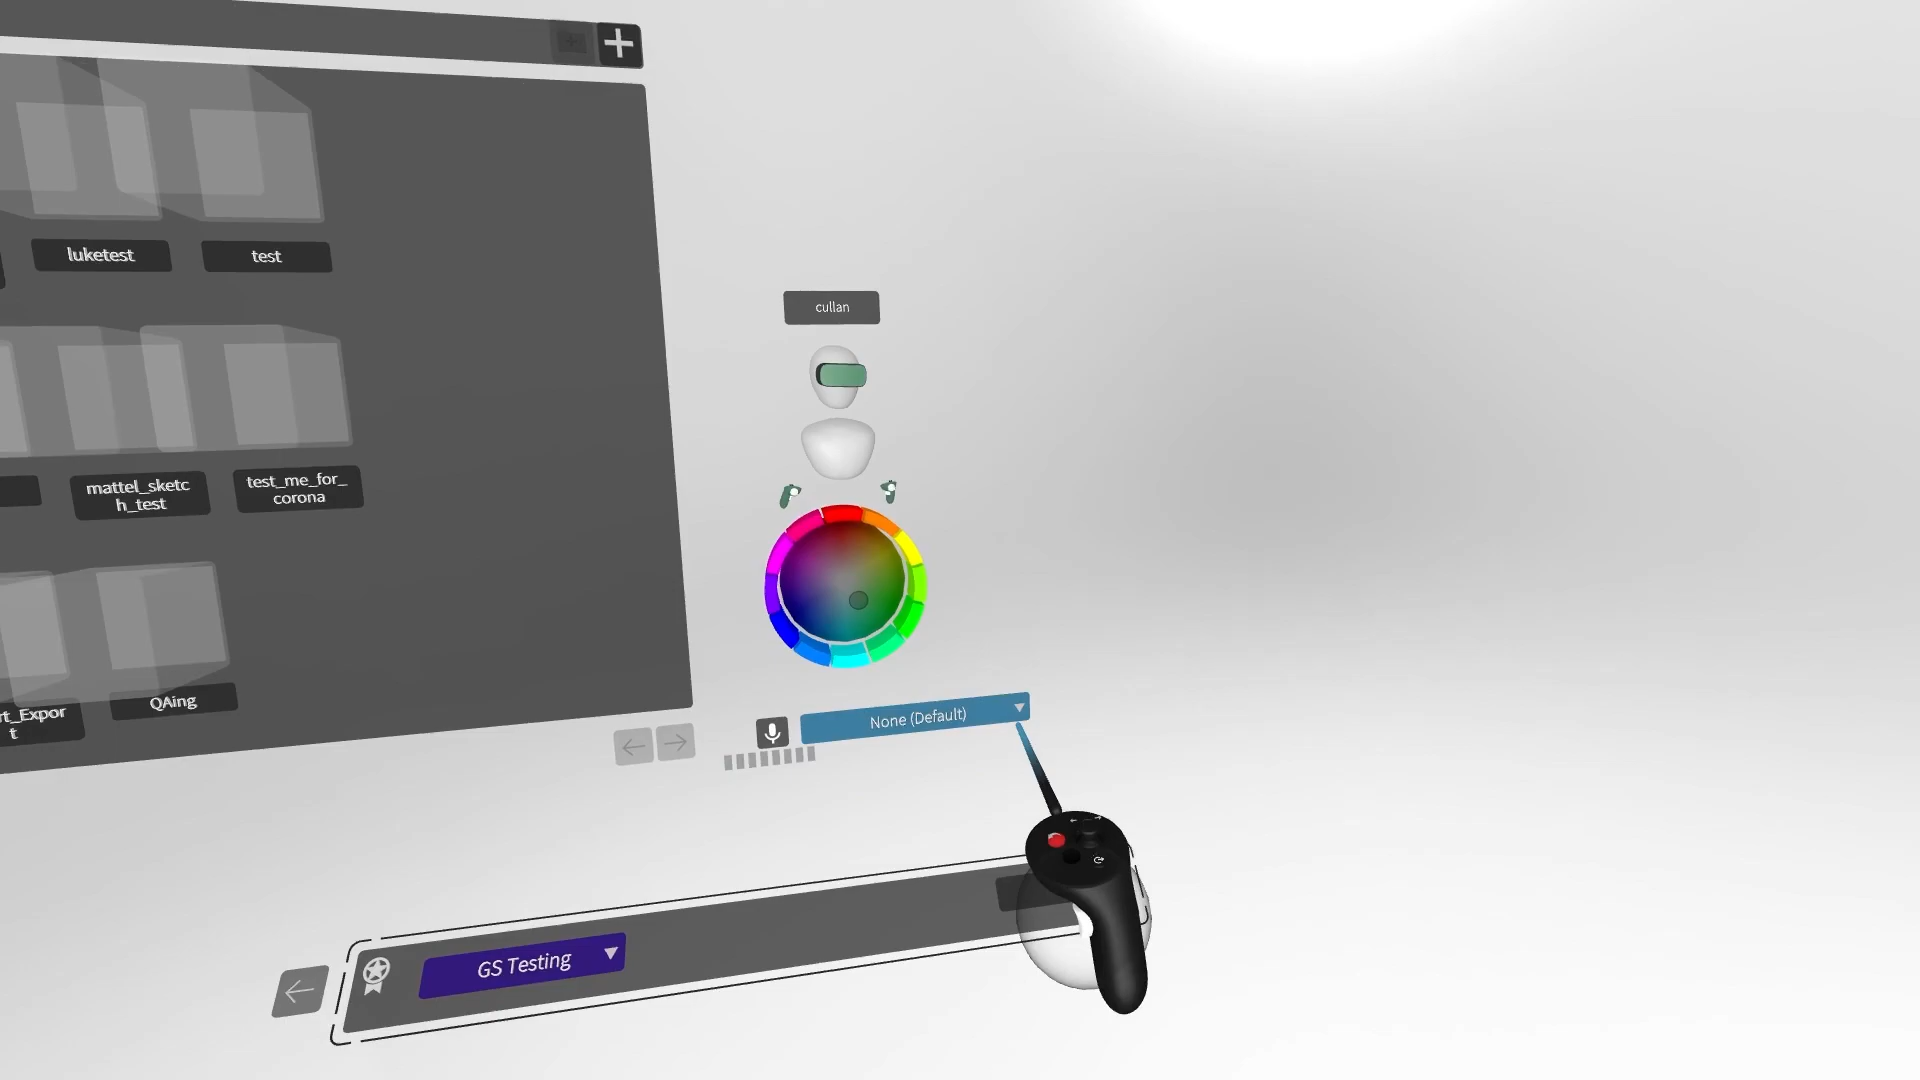 luketest
test
cullan
mattel_sketc
h_test
test_me_for_
corona
rt_Expor
t
QAing
None (Default)
GS Testing